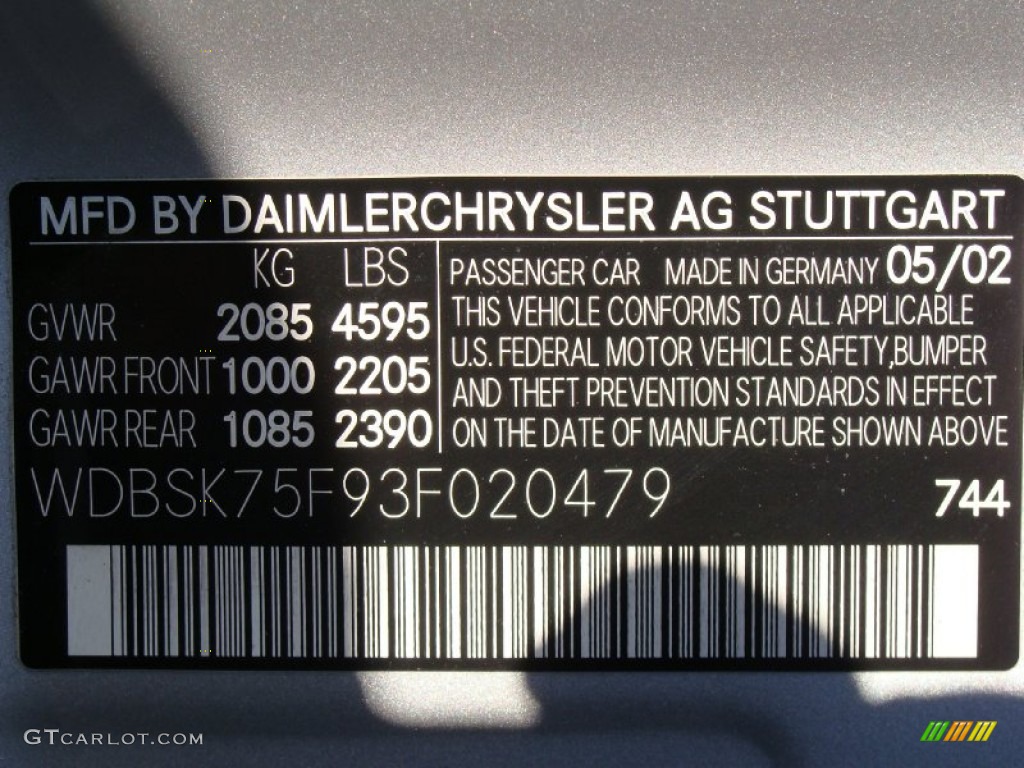 MFD BY DAIMLERCHRYSLER AG STUTTGART
KG LBS
GVWR 2085 4595
GAWR FRONT 1000 2205
GAWR REAR 1085 2390
PASSENGER CAR MADE IN GERMANY 05/02
THIS VEHICLE CONFORMS TO ALL APPLICABLE
U.S. FEDERAL MOTOR VEHICLE SAFETY, BUMPER
AND THEFT PREVENTION STANDARDS IN EFFECT
ON THE DATE OF MANUFACTURE SHOWN ABOVE
WDBSK75F93F020479 744
GTCARLOT.COM